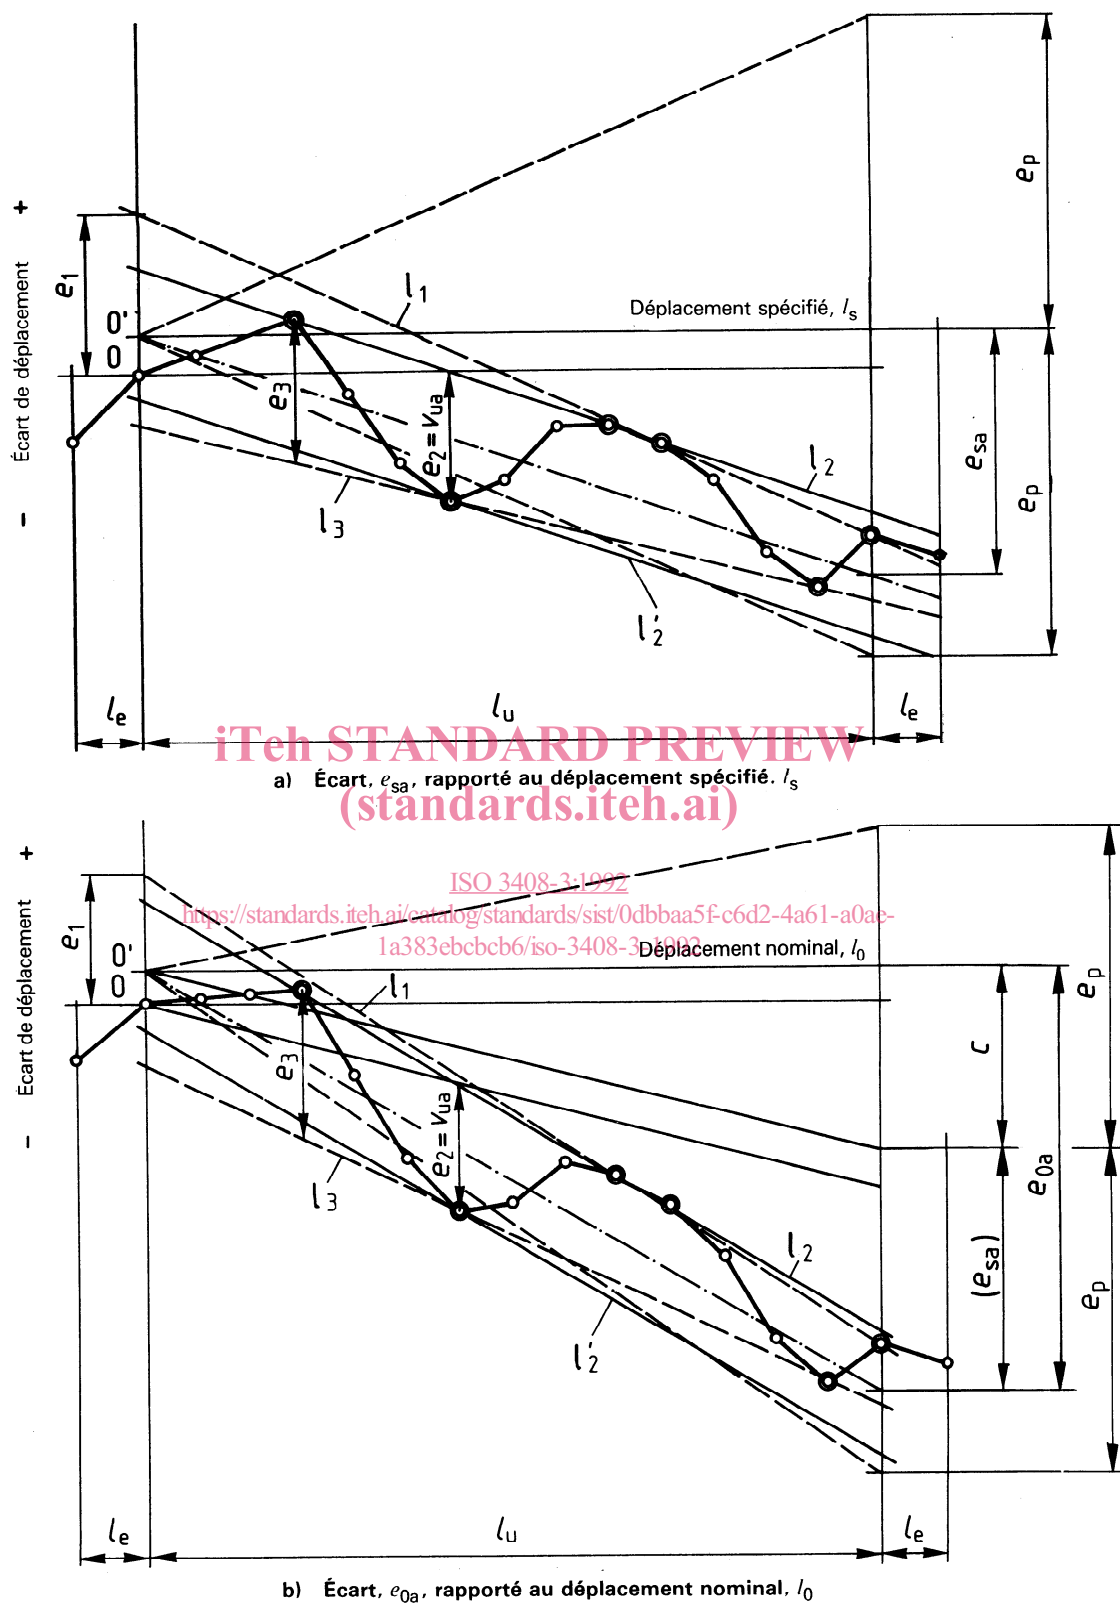 +
Écart de déplacement
−
e1
0'
0
l1
Déplacement spécifié, ls
ep
e3
e2 = vua
esa
ep
l2
l3
l'2
le
lu
le
iTeh STANDARD PREVIEW
a) Écart, esa, rapporté au déplacement spécifié. ls
(standards.iteh.ai)
+
Écart de déplacement
−
ISO 3408-3:1992
https://standards.iteh.ai/catalog/standards/sist/0dbbaa5f-c6d2-4a61-a0ae-
1a383ebcbcb6/iso-3408-3-1992
e1
0'
0
Déplacement nominal, l0
l1
ep
c
e3
e2 = vua
e0a
l3
l2
(esa)
ep
l'2
le
lu
le
b) Écart, e0a, rapporté au déplacement nominal, l0